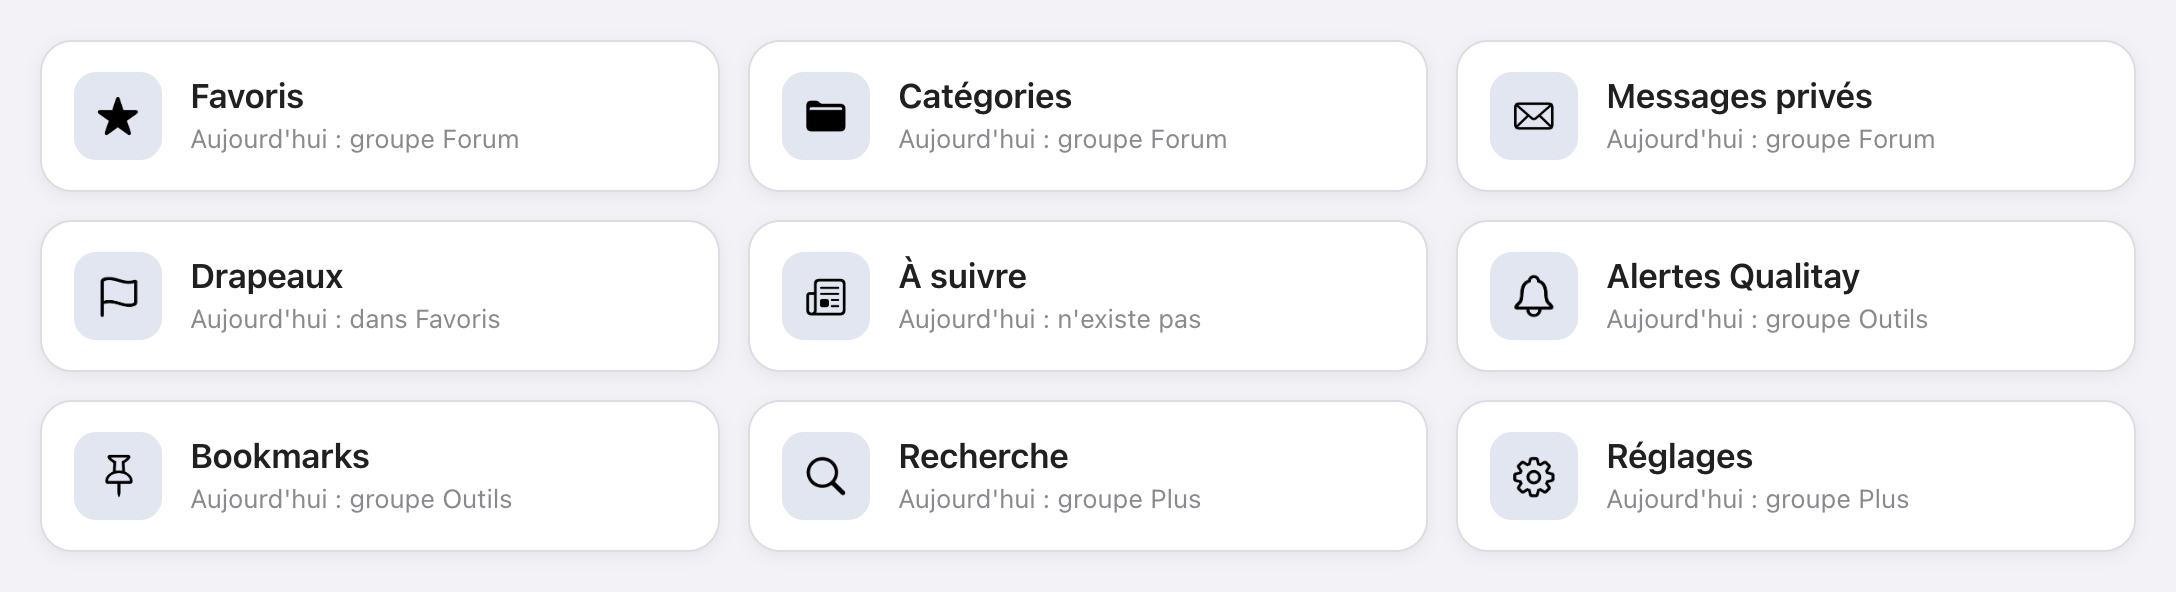 Favoris
Aujourd'hui : groupe Forum
Catégories
Aujourd'hui : groupe Forum
Messages privés
Aujourd'hui : groupe Forum
Drapeaux
Aujourd'hui : dans Favoris
À suivre
Aujourd'hui : n'existe pas
Alertes Qualitay
Aujourd'hui : groupe Outils
Bookmarks
Aujourd'hui : groupe Outils
Recherche
Aujourd'hui : groupe Plus
Réglages
Aujourd'hui : groupe Plus